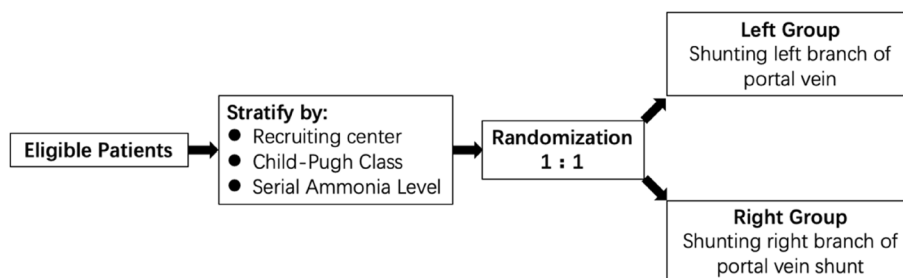 Eligible Patients
Stratify by:
● Recruiting center
● Child-Pugh Class
● Serial Ammonia Level
Randomization
1 : 1
Left Group
Shunting left branch of
portal vein
Right Group
Shunting right branch of
portal vein shunt